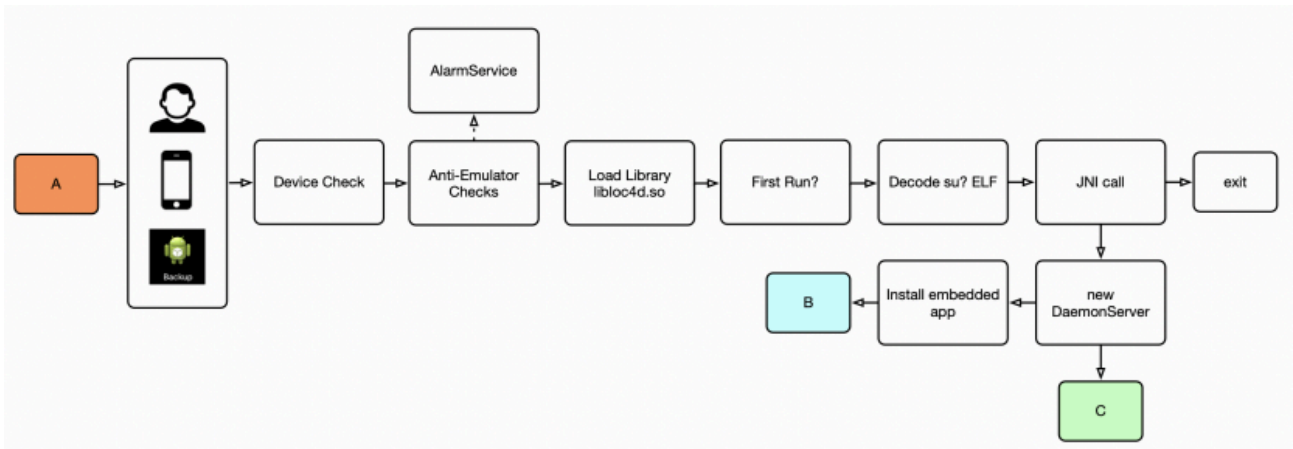 AlarmService
A
Backup
Device Check
Anti-Emulator
Checks
Load Library
libloc4d.so
First Run?
Decode su? ELF
JNI call
exit
B
Install embedded
app
new
DaemonServer
C